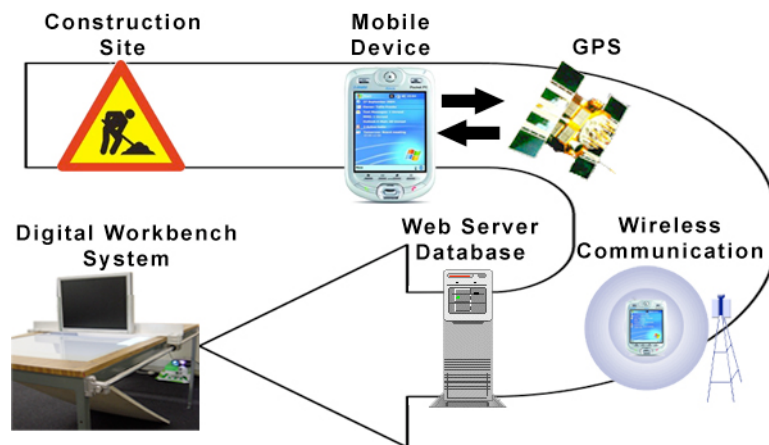 Construction
Site
Mobile
Device
GPS
Digital Workbench
System
Web Server
Database
Wireless
Communication